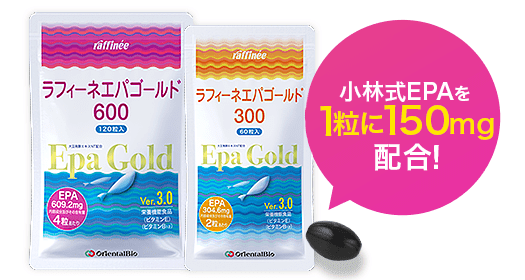 raffinée
ラフィーネエパゴールド
600
120粒入
Epa Gold
EPA
609.2mg
4粒あたり
Ver.3.0
栄養機能食品
OrientalBio
raffinée
ラフィーネエパゴールド
300
60粒入
Epa Gold
EPA
304.6mg
2粒あたり
Ver.3.0
栄養機能食品
OrientalBio
小林式EPAを
1粒に150mg
配合!